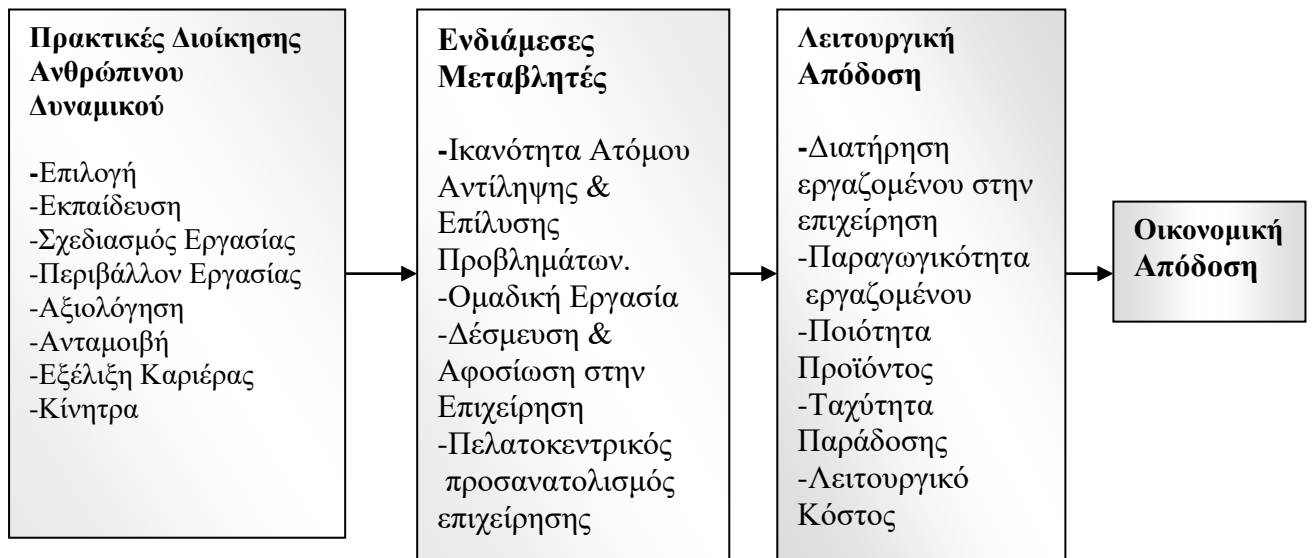 Πρακτικές Διοίκησης
Ανθρώπινου
Δυναμικού
-Επιλογή
-Εκπαίδευση
-Σχεδιασμός Εργασίας
-Περιβάλλον Εργασίας
-Αξιολόγηση
-Ανταμοιβή
-Εξέλιξη Καριέρας
-Κίνητρα
Ενδιάμεσες
Μεταβλητές
-Ικανότητα Ατόμου
Αντίληψης &
Επίλυσης
Προβλημάτων.
-Ομαδική Εργασία
-Δέσμευση &
Αφοσίωση στην
Επιχείρηση
-Πελατοκεντρικός
προσανατολισμός
επιχείρησης
Λειτουργική
Απόδοση
-Διατήρηση
εργαζομένου στην
επιχείρηση
-Παραγωγικότητα
εργαζομένου
-Ποιότητα
Προϊόντος
-Ταχύτητα
Παράδοσης
-Λειτουργικό
Κόστος
Οικονομική
Απόδοση